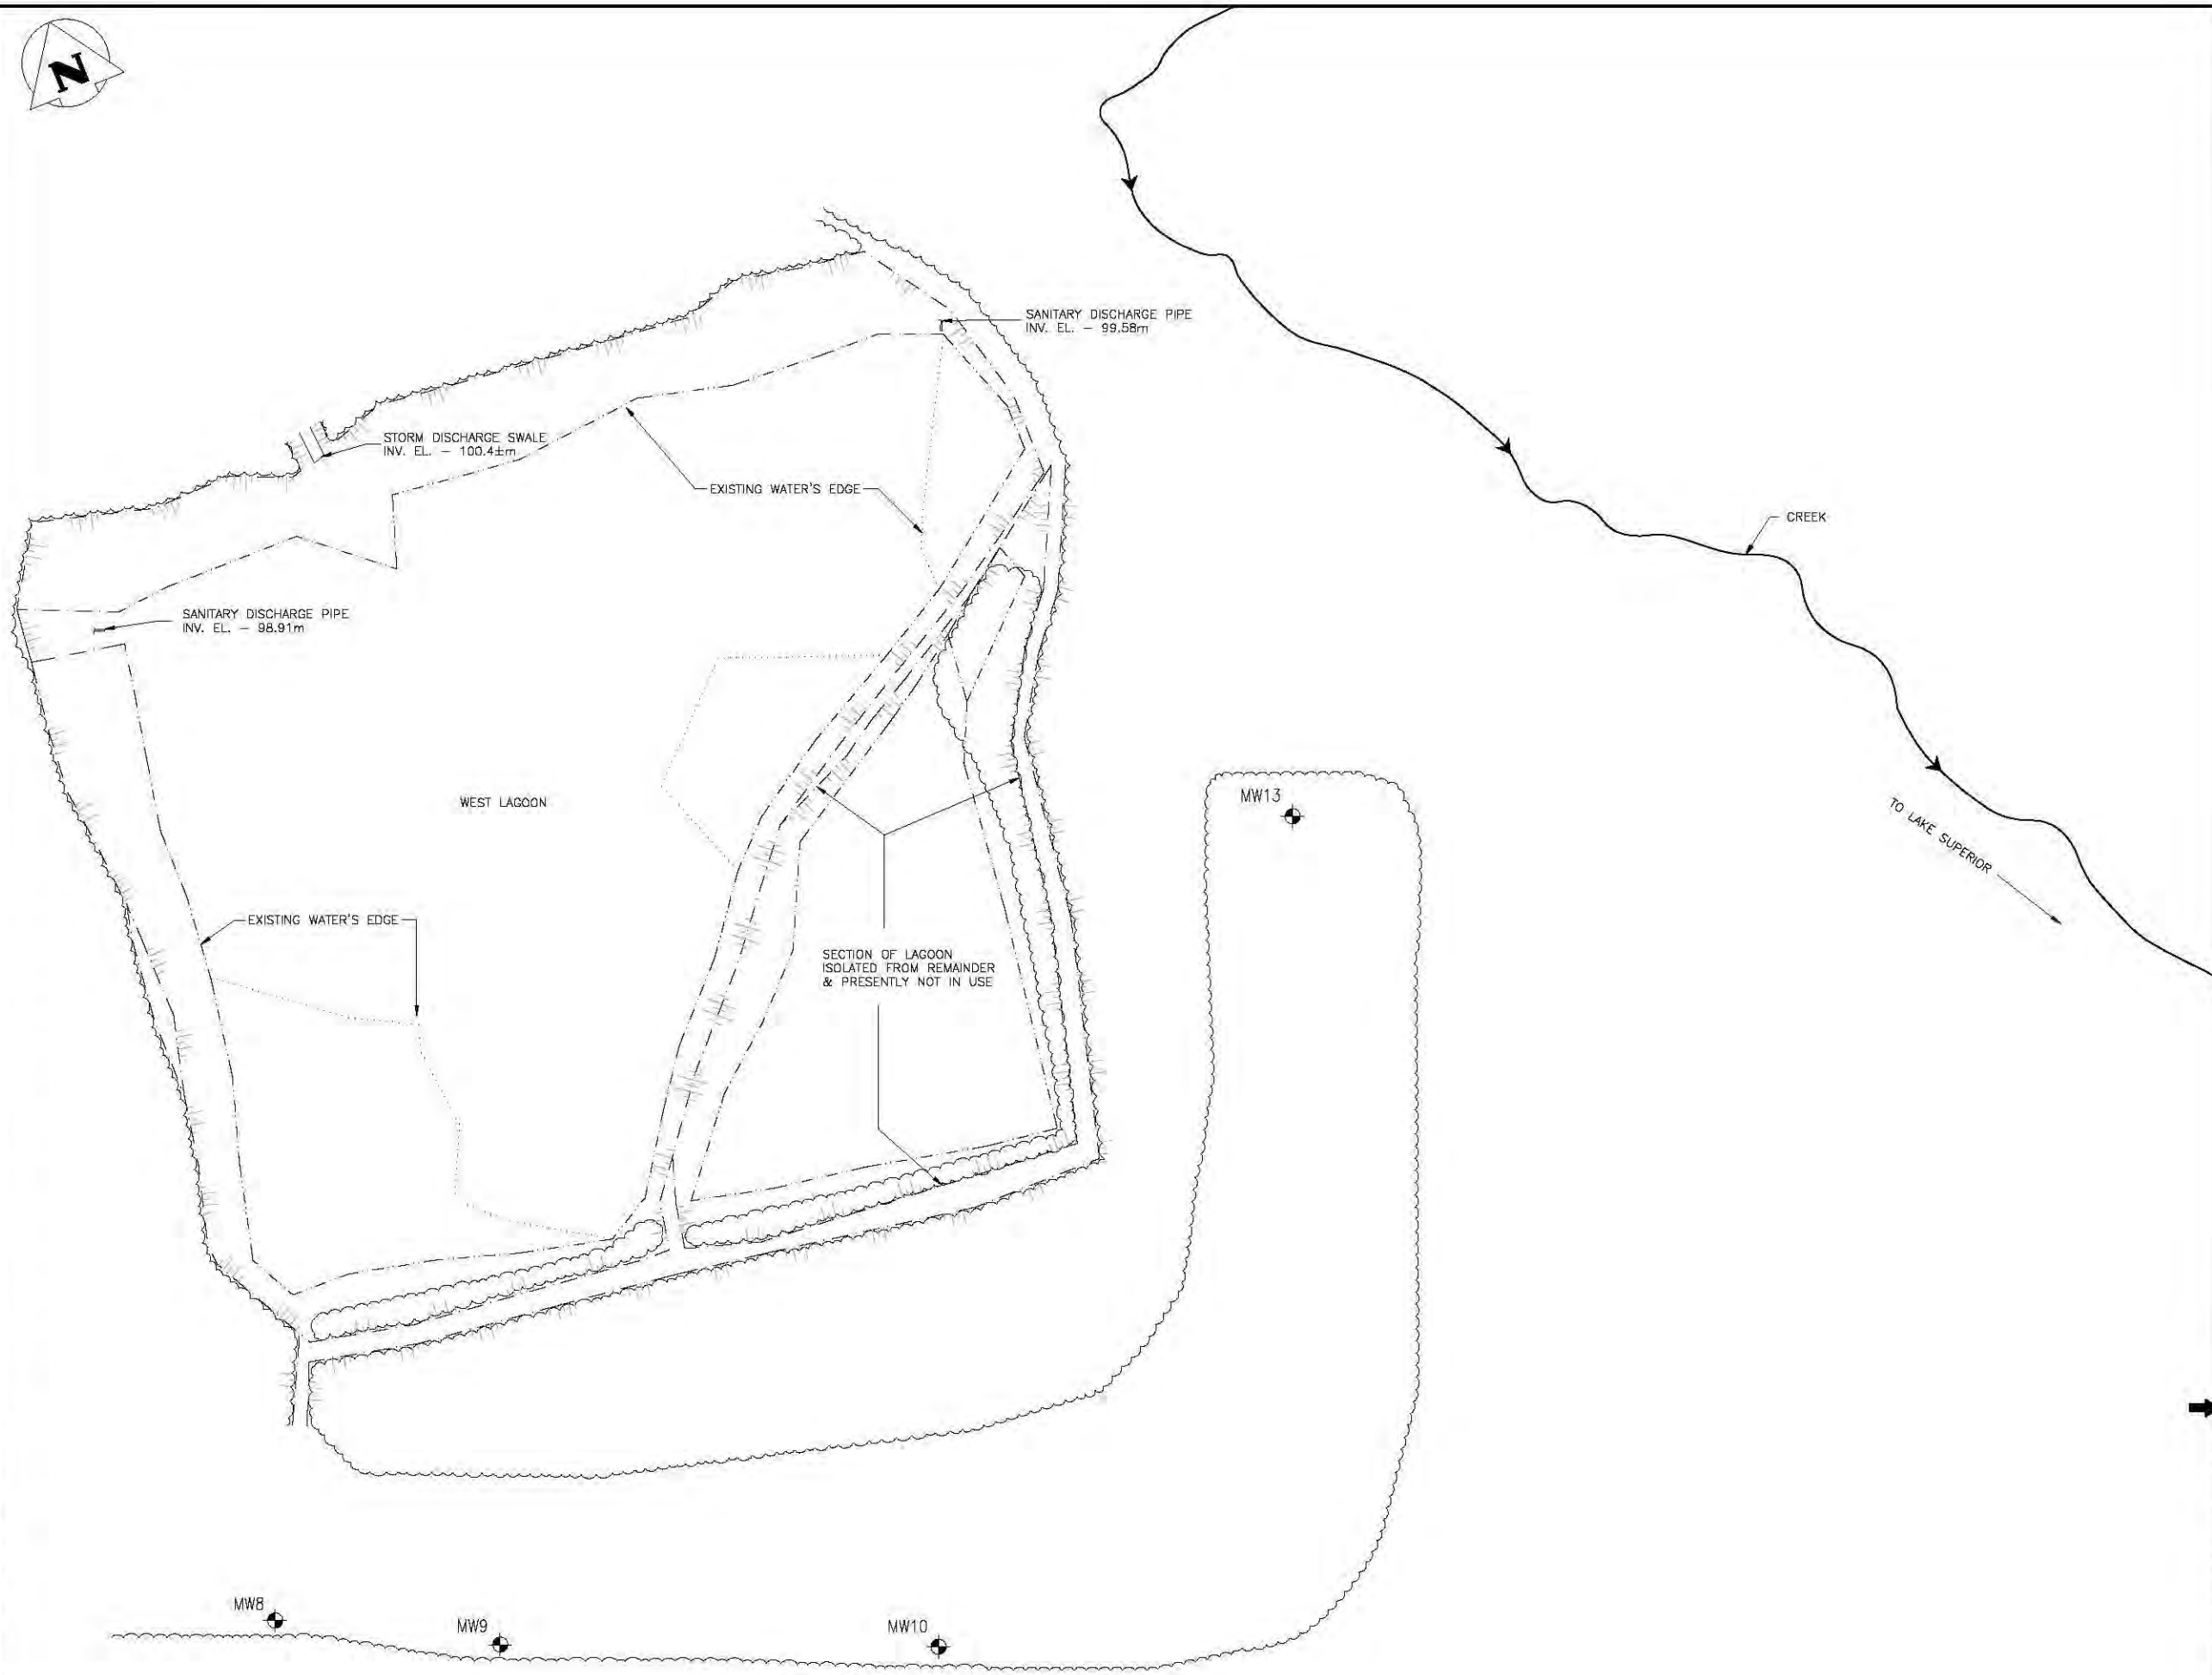 N
SANITARY DISCHARGE PIPE
INV. EL. - 99.58m
STORM DISCHARGE SWALE
INV. EL. - 100.4±m
EXISTING WATER'S EDGE
CREEK
SANITARY DISCHARGE PIPE
INV. EL. - 98.91m
WEST LAGOON
MW13
TO LAKE SUPERIOR
EXISTING WATER'S EDGE
SECTION OF LAGOON
ISOLATED FROM REMAINDER
& PRESENTLY NOT IN USE
MW8
MW9
MW10